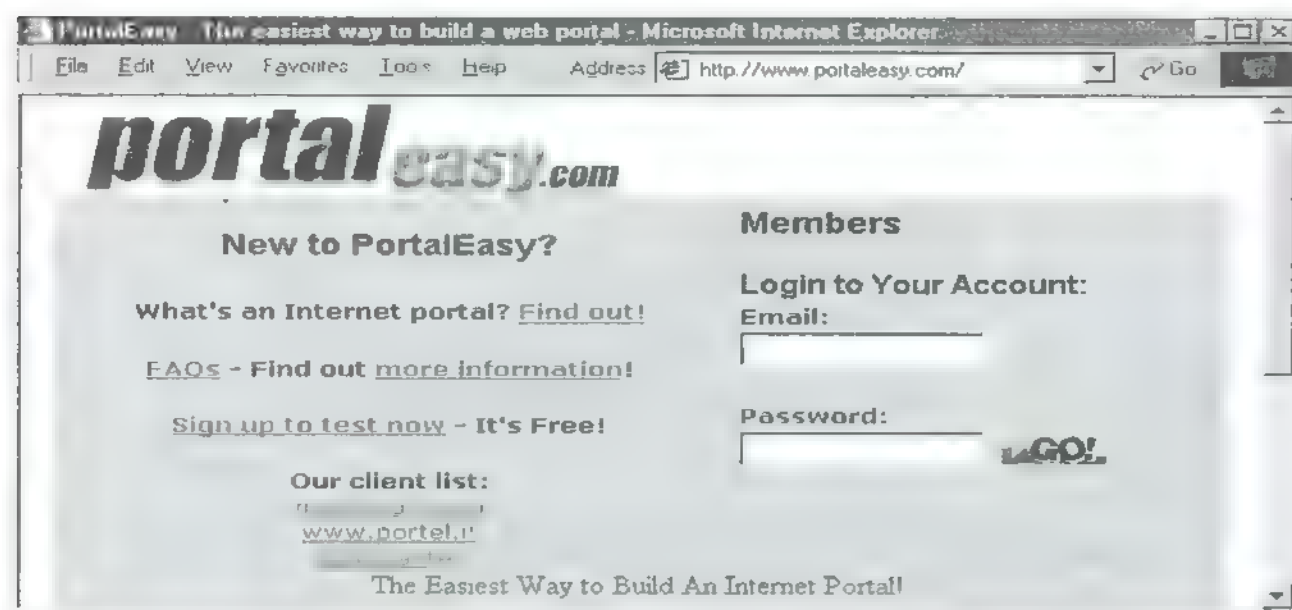 easiest way to build a web portal - Microsoft Internet Explorer
File Edit View Favorites Tools Help Address http://www.portaleasy.com/ Go
portaleasy.com
New to PortalEasy?
What's an Internet portal? Find out!
FAQs - Find out more information!
Sign up to test now - It's Free!
Our client list:
The Easiest Way to Build An Internet Portal!
Members
Login to Your Account:
Email:
Password:
GO!